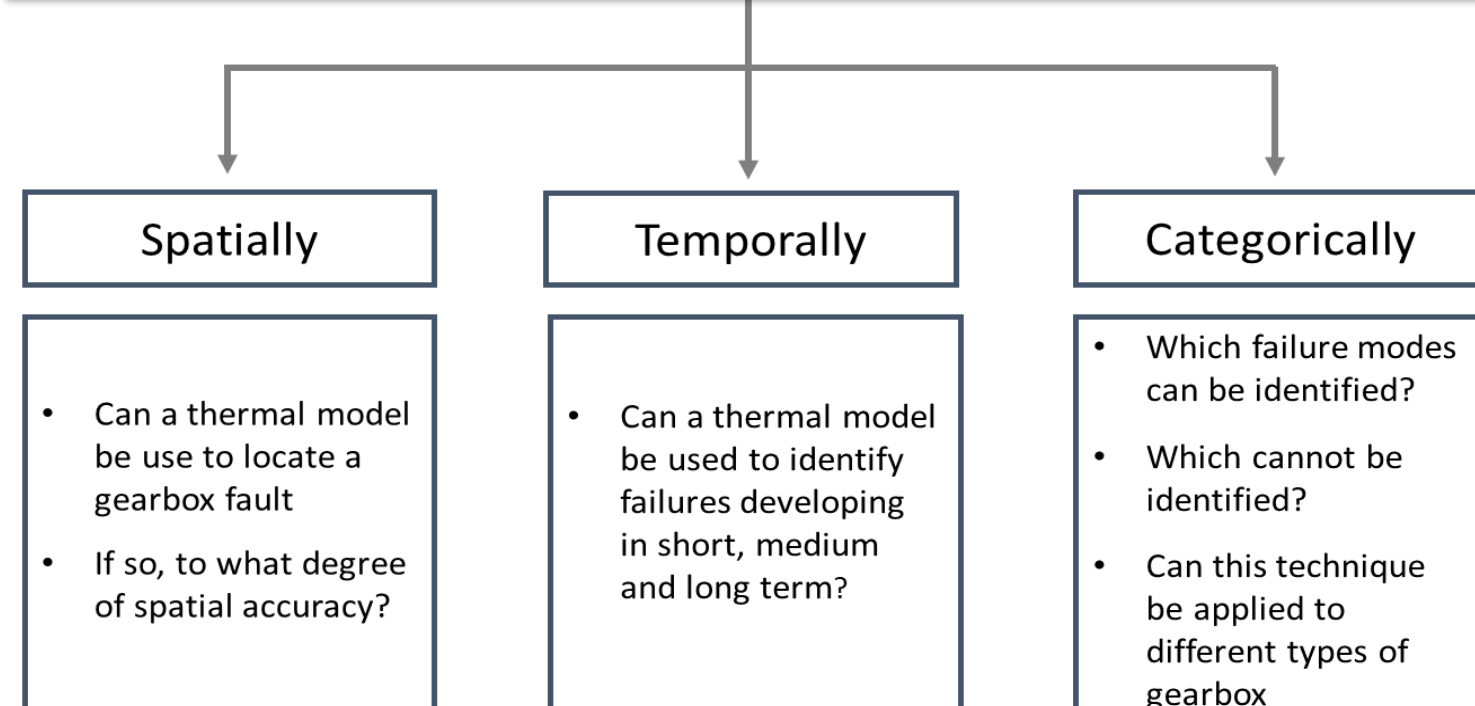 Spatially
• Can a thermal model
be use to locate a
gearbox fault
• If so, to what degree
of spatial accuracy?
Temporally
• Can a thermal model
be used to identify
failures developing
in short, medium
and long term?
Categorically
• Which failure modes
can be identified?
• Which cannot be
identified?
• Can this technique
be applied to
different types of
gearbox